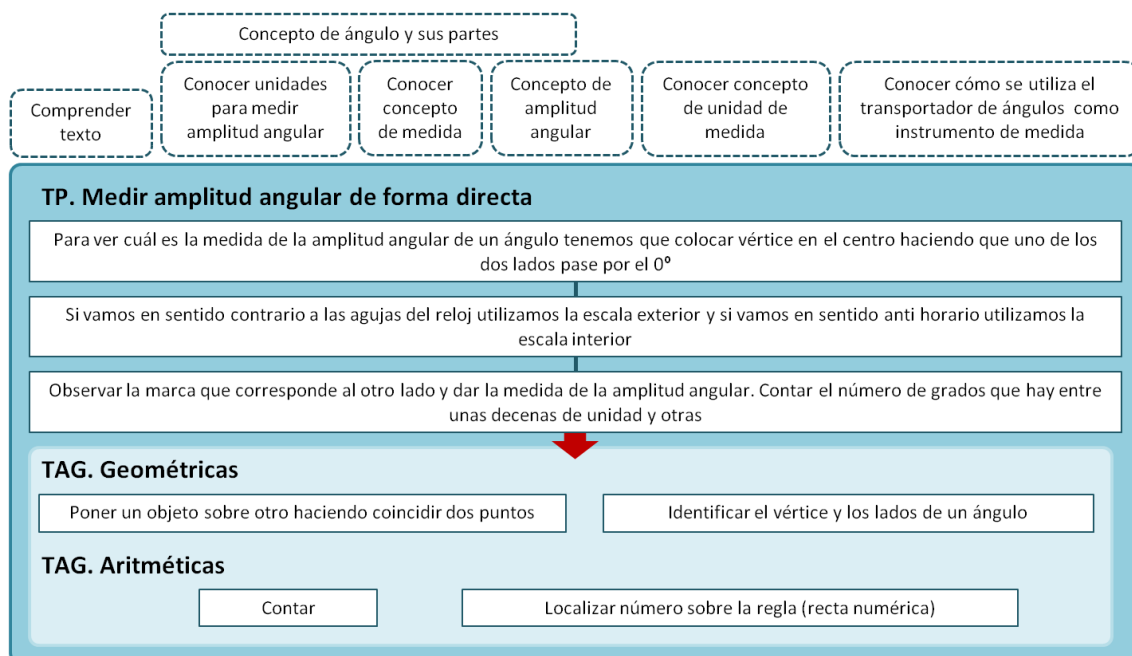 Concepto de ángulo y sus partes
Comprender
texto
Conocer unidades
para medir
amplitud angular
Conocer
concepto
de medida
Concepto de
amplitud
angular
Conocer concepto
de unidad de
medida
Conocer cómo se utiliza el
transportador de ángulos como
instrumento de medida
TP. Medir amplitud angular de forma directa
Para ver cuál es la medida de la amplitud angular de un ángulo tenemos que colocar vértice en el centro haciendo que uno de los
dos lados pase por el 0º
Si vamos en sentido contrario a las agujas del reloj utilizamos la escala exterior y si vamos en sentido anti horario utilizamos la
escala interior
Observar la marca que corresponde al otro lado y dar la medida de la amplitud angular. Contar el número de grados que hay entre
unas decenas de unidad y otras
TAG. Geométricas
Poner un objeto sobre otro haciendo coincidir dos puntos
Identificar el vértice y los lados de un ángulo
TAG. Aritméticas
Contar
Localizar número sobre la regla (recta numérica)